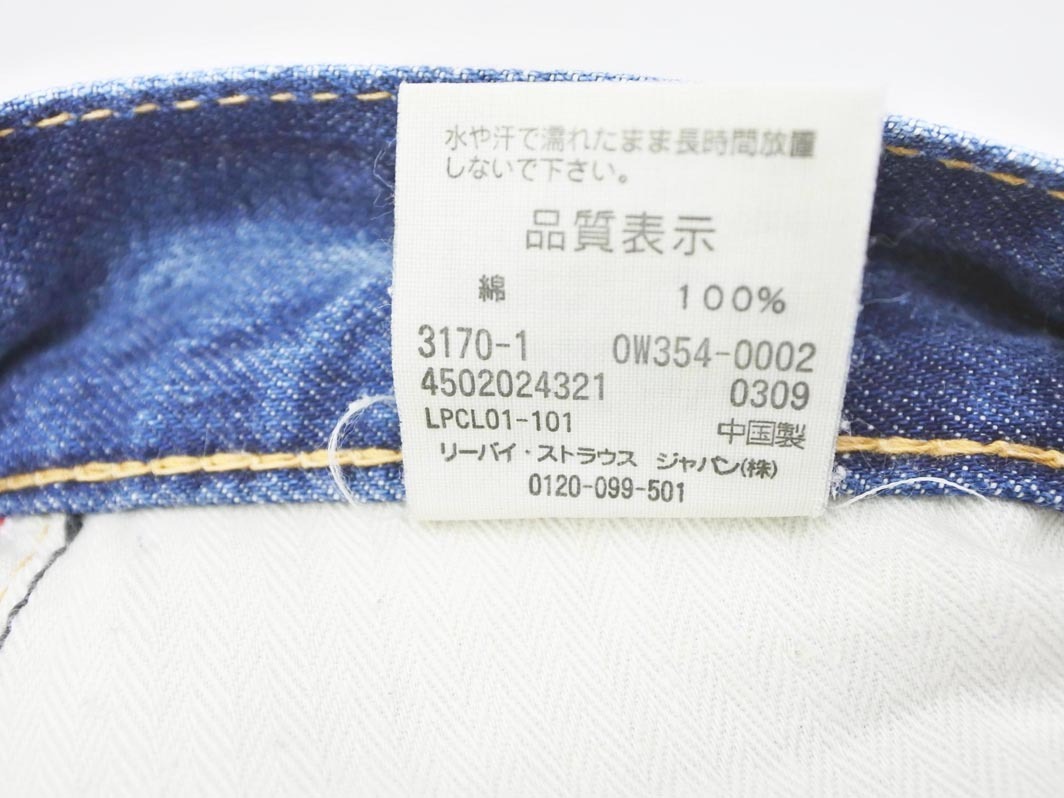 水や汗で濡れたまま長時間放置
しないで下さい。
品質表示
綿 100%
3170-1 0W354-0002
4502024321 0309
LPCL01-101 中国製
リーバイ・ストラウス ジャパン(株)
0120-099-501